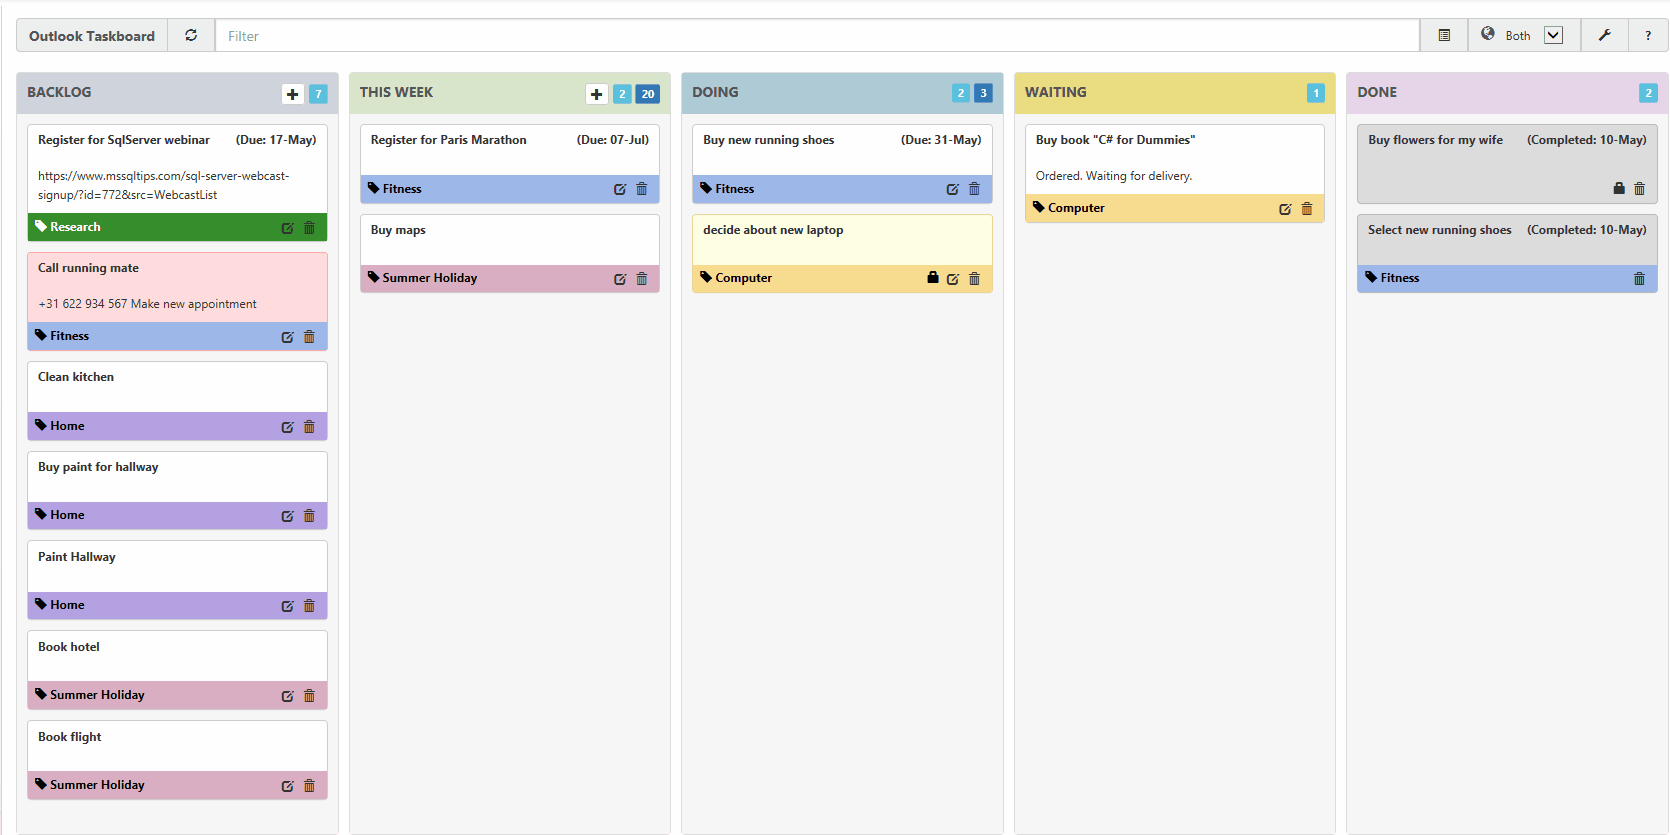 Outlook Taskboard
Filter
Both
?
BACKLOG
7
Register for SqlServer webinar (Due: 17-May)
https://www.mssqltips.com/sql-server-webcast-
signup/?id=772&src=WebcastList
Research
Call running mate
+31 622 934 567 Make new appointment
Fitness
Clean kitchen
Home
Buy paint for hallway
Home
Paint Hallway
Home
Book hotel
Summer Holiday
Book flight
Summer Holiday
THIS WEEK
2 20
Register for Paris Marathon (Due: 07-Jul)
Fitness
Buy maps
Summer Holiday
DOING
2 3
Buy new running shoes (Due: 31-May)
Fitness
decide about new laptop
Computer
WAITING
1
Buy book "C# for Dummies"
Ordered. Waiting for delivery.
Computer
DONE
2
Buy flowers for my wife (Completed: 10-May)
Select new running shoes (Completed: 10-May)
Fitness